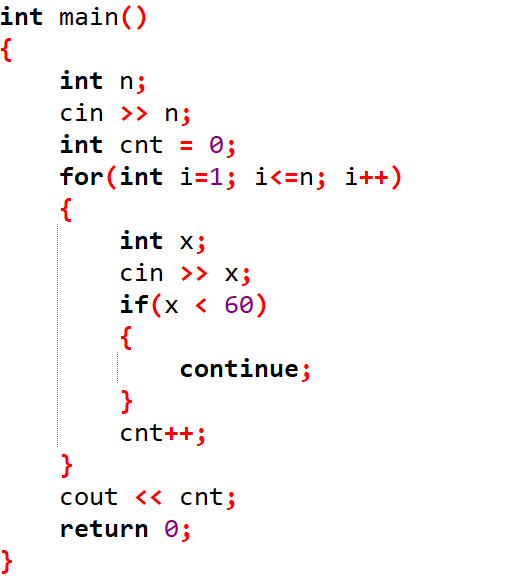 int main()
{
    int n;
    cin >> n;
    int cnt = 0;
    for(int i=1; i<=n; i++)
    {
        int x;
        cin >> x;
        if(x < 60)
        {
            continue;
        }
        cnt++;
    }
    cout << cnt;
    return 0;
}